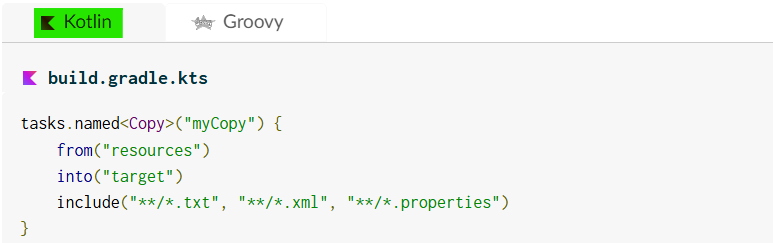 Kotlin
Groovy
build.gradle.kts
tasks.named<Copy>("myCopy") {
    from("resources")
    into("target")
    include("**/*.txt", "**/*.xml", "**/*.properties")
}